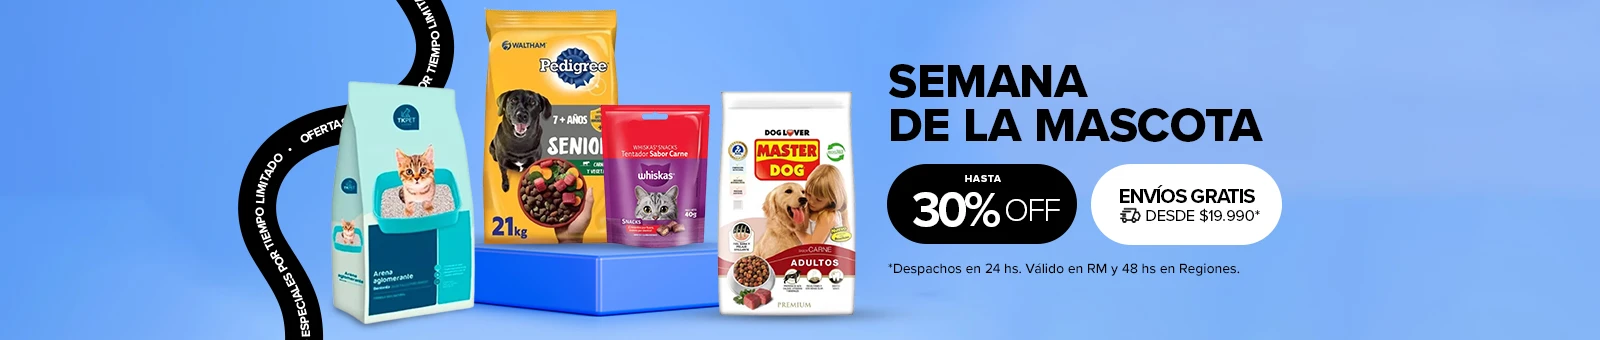 SEMANA
DE LA MASCOTA
HASTA
30% OFF
ENVÍOS GRATIS
DESDE $19.990*
*Despachos en 24 hs. Válido en RM y 48 hs en Regiones.
ESPECIALES POR TIEMPO LIMITADO • OFERTAS
POR TIEMPO LIMITADO
TKPET
Arena
aglomerante
WALTHAM
Pedigree
7+ AÑOS
SENIO
21kg
WHISKAS® SNACKS
Tentador Sabor Carne
whiskas
SNACKS
40g
DOG LOVER
MASTER
DOG
CARNE
ADULTOS
PREMIUM